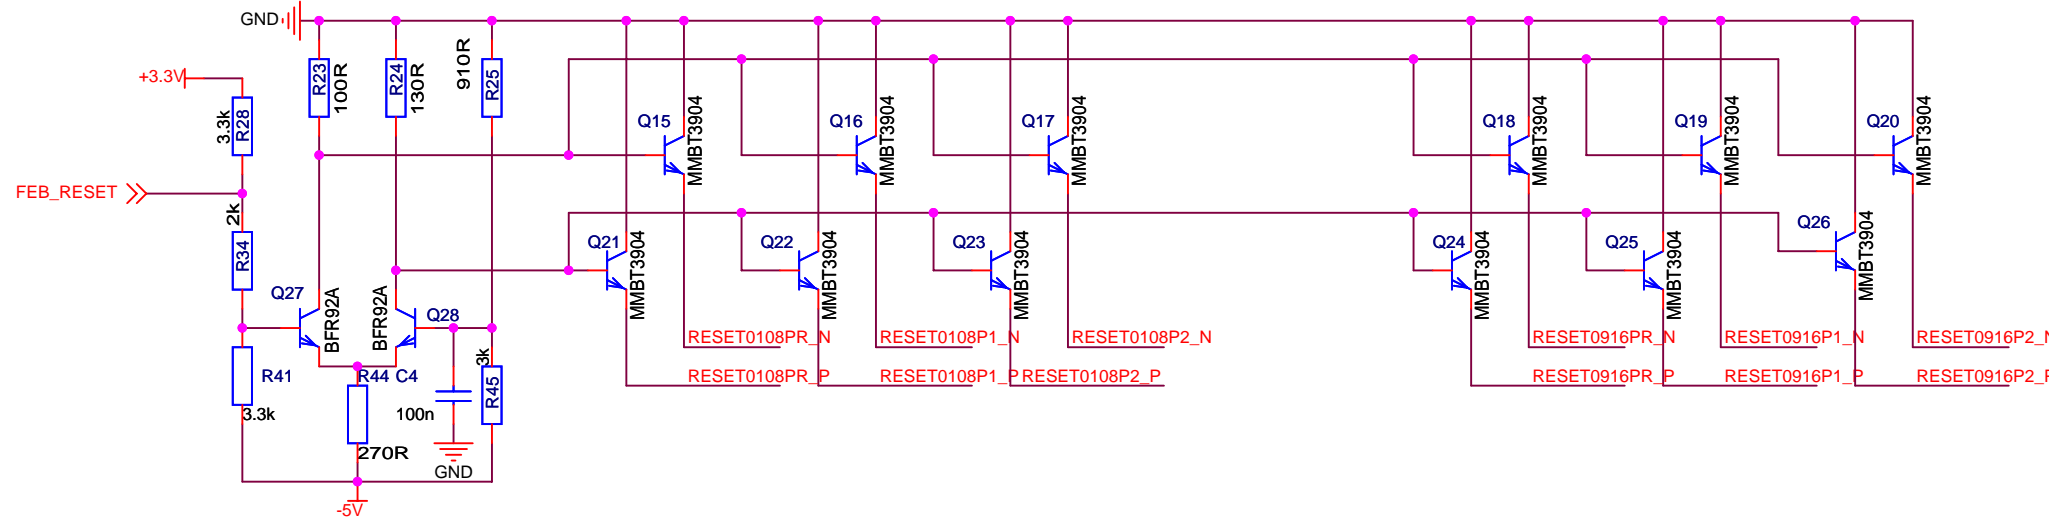 GND
+3.3V
3.3k
R28
FEB_RESET
2k
R34
R23
100R
R24
130R
910R
R25
Q27
BFR92A
BFR92A
Q28
R41
3.3k
R44
C4
270R
100n
GND
3k
R45
-5V
Q15
MMBT3904
Q16
MMBT3904
Q17
MMBT3904
Q18
MMBT3904
Q19
MMBT3904
Q20
MMBT3904
Q21
MMBT3904
Q22
MMBT3904
Q23
MMBT3904
Q24
MMBT3904
Q25
MMBT3904
Q26
MMBT3904
RESET0108PR_N
RESET0108P1_N
RESET0108P2_N
RESET0916PR_N
RESET0916P1_N
RESET0916P2_N
RESET0108PR_P
RESET0108P1_P
RESET0108P2_P
RESET0916PR_P
RESET0916P1_P
RESET0916P2_P